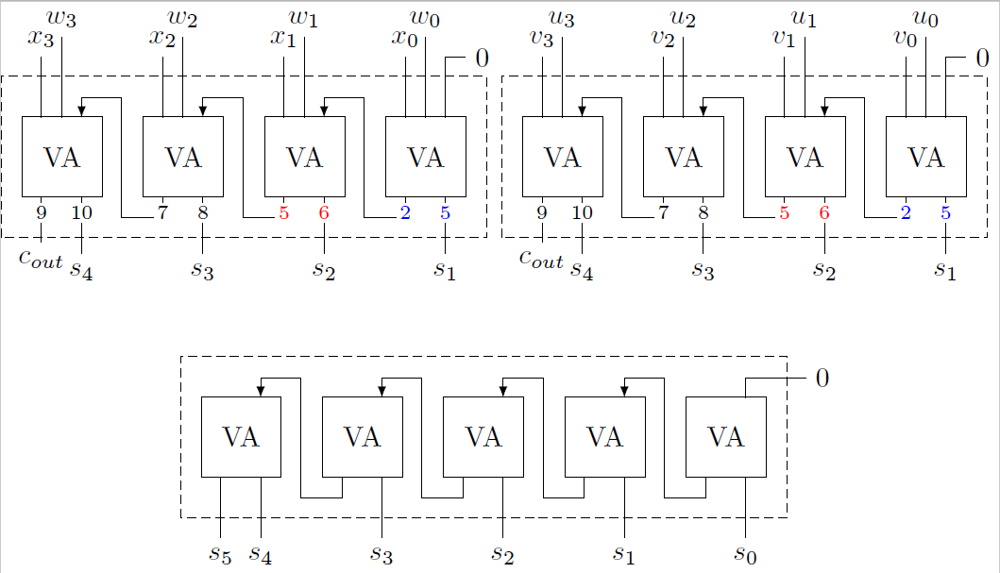 w3 w2 w1 w0 u3 u2 u1 u0
x3 x2 x1 x0 0 v3 v2 v1 v0 0
VA VA VA VA VA VA VA VA
9 10 7 8 5 6 2 5 9 10 7 8 5 6 2 5
cout s4 s3 s2 s1 cout s4 s3 s2 s1
0
VA VA VA VA VA
s5 s4 s3 s2 s1 s0